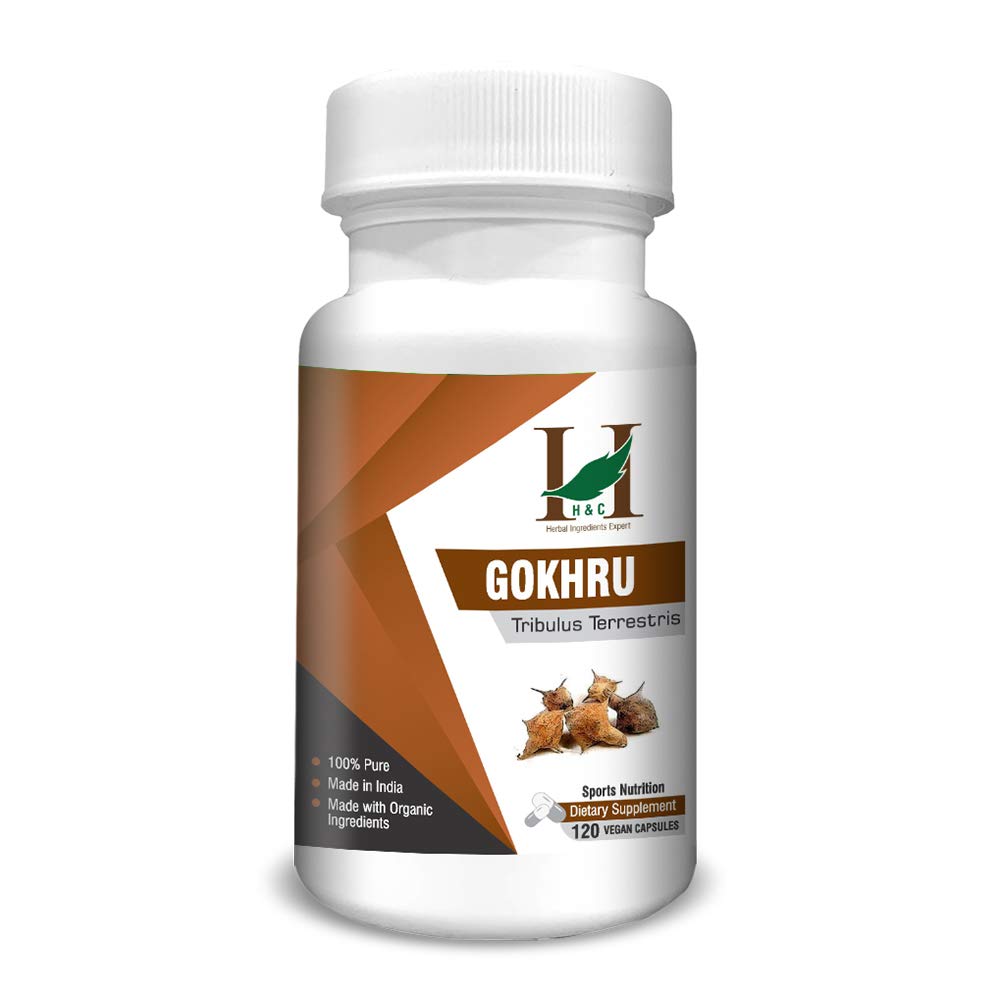 H
H & C
Herbal Ingredients Expert
GOKHRU
Tribulus Terrestris
100% Pure
Made in India
Made with Organic
Ingredients
Sports Nutrition
Dietary Supplement
120 VEGAN CAPSULES